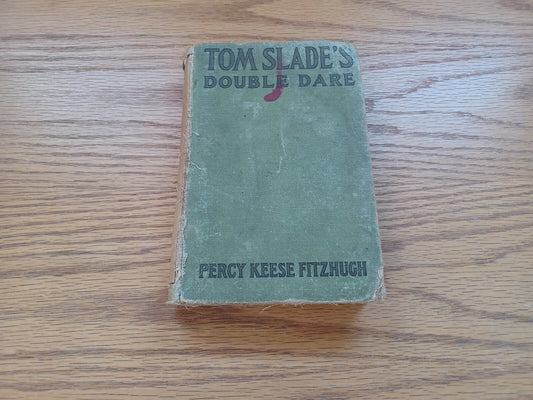 TOM SLADE'S
DOUBLE DARE
PERCY KEESE FITZHUGH